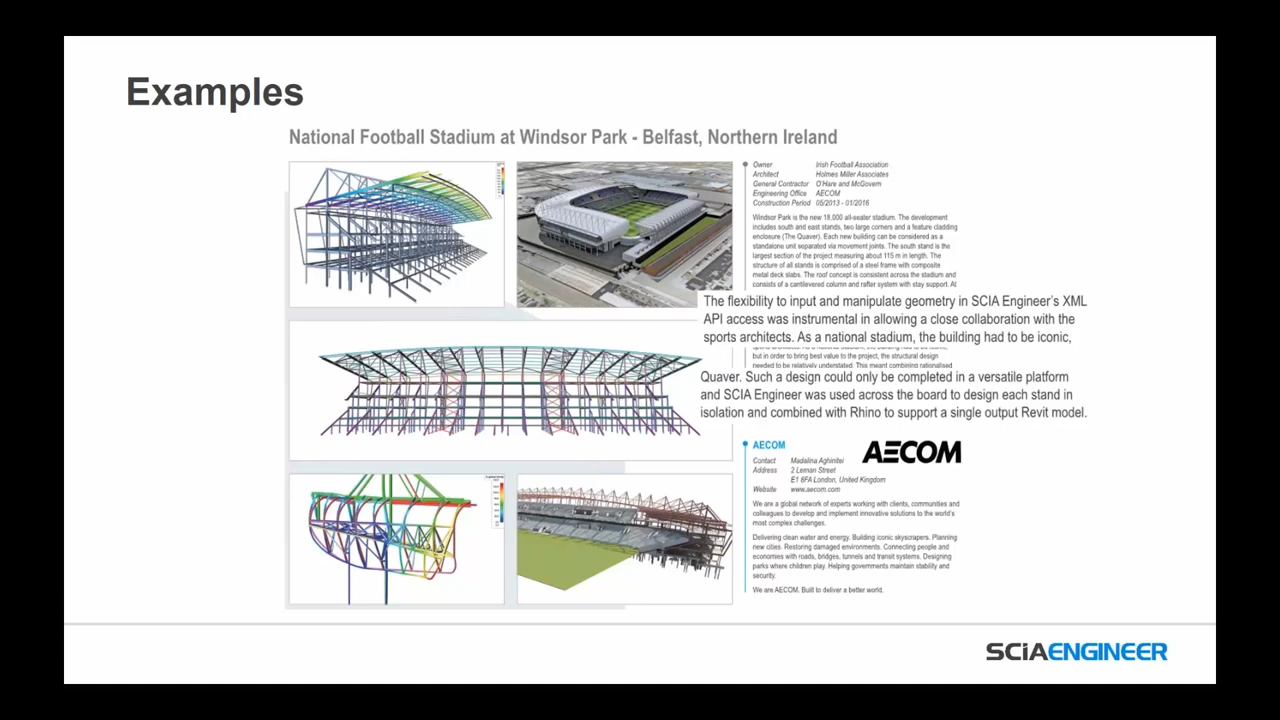 Examples
National Football Stadium at Windsor Park - Belfast, Northern Ireland
Owner Irish Football Association
Architect Holmes Miller Associates
General Contractor O'Hare and McGovern
Engineering Office AECOM
Construction Period 05/2013 - 01/2016
Windsor Park is the new 18,000 all-seater stadium. The development
includes south and east stands, two large corners and a feature cladding
enclosure (The Quaver). Each new building can be considered as a
standalone unit separated via movement joints. The south stand is the
largest section of the project measuring about 115 m in length. The
structure of all stands is comprised of a steel frame with composite
metal deck slabs. The roof concept is consistent across the stadium and
consists of a cantilevered column and rafter system with stay support. At
The flexibility to input and manipulate geometry in SCIA Engineer's XML
API access was instrumental in allowing a close collaboration with the
sports architects. As a national stadium, the building had to be iconic,
but in order to bring best value to the project, the structural design
needed to be relatively understated. This meant combining rationalised
Quaver. Such a design could only be completed in a versatile platform
and SCIA Engineer was used across the board to design each stand in
isolation and combined with Rhino to support a single output Revit model.
AECOM
AECOM
Contact Madalina Aghinitei
Address 2 Leman Street
E1 8FA London, United Kingdom
Website www.aecom.com
We are a global network of experts working with clients, communities and
colleagues to develop and implement innovative solutions to the world's
most complex challenges.
Delivering clean water and energy. Building iconic skyscrapers. Planning
new cities. Restoring damaged environments. Connecting people and
economies with roads, bridges, tunnels and transit systems. Designing
parks where children play. Helping governments maintain stability and
security.
We are AECOM. Built to deliver a better world.
SCiAENGINEER